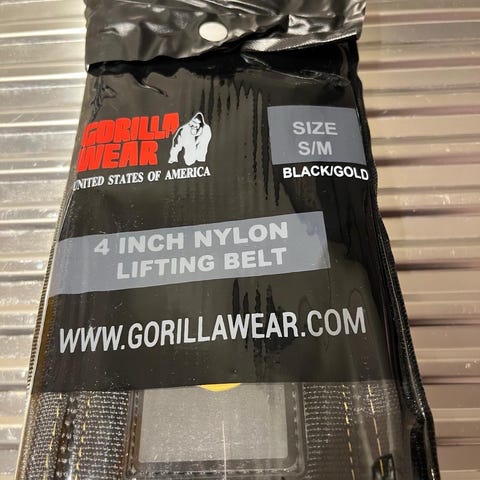 GORILLA
WEAR
UNITED STATES OF AMERICA
SIZE
S/M
BLACK/GOLD
4 INCH NYLON
LIFTING BELT
WWW.GORILLAWEAR.COM